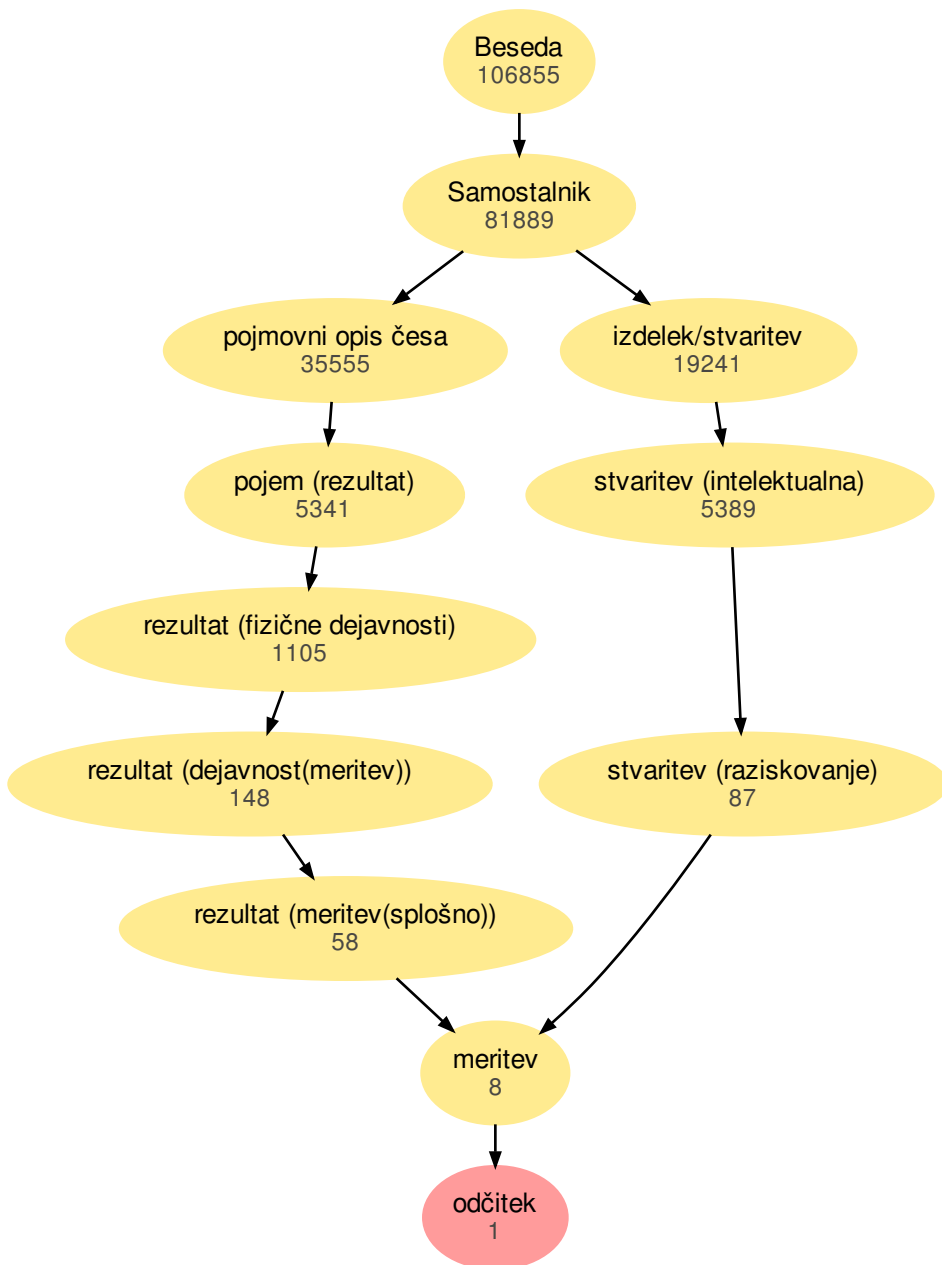 Beseda
106855
Samostalnik
81889
pojmovni opis česa
35555
izdelek/stvaritev
19241
pojem (rezultat)
5341
stvaritev (intelektualna)
5389
rezultat (fizične dejavnosti)
1105
rezultat (dejavnost(meritev))
148
stvaritev (raziskovanje)
87
rezultat (meritev(splošno))
58
meritev
8
odčitek
1